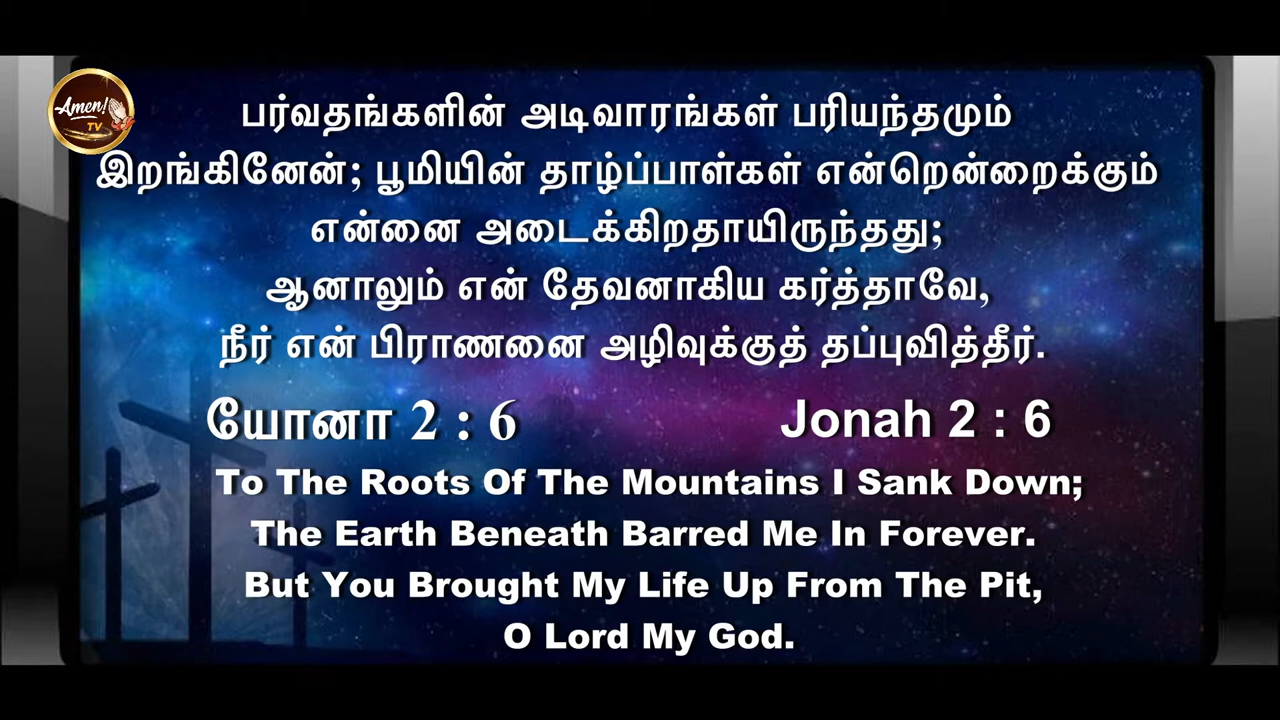 Amen!
TV
பர்வதங்களின் அடிவாரங்கள் பரியந்தமும்
இறங்கினேன்; பூமியின் தாழ்ப்பாள்கள் என்றென்றைக்கும்
என்னை அடைக்கிறதாயிருந்தது;
ஆனாலும் என் தேவனாகிய கர்த்தாவே,
நீர் என் பிராணனை அழிவுக்குத் தப்புவித்தீர்.
யோனா 2 : 6 Jonah 2 : 6
To The Roots Of The Mountains I Sank Down;
The Earth Beneath Barred Me In Forever.
But You Brought My Life Up From The Pit,
O Lord My God.